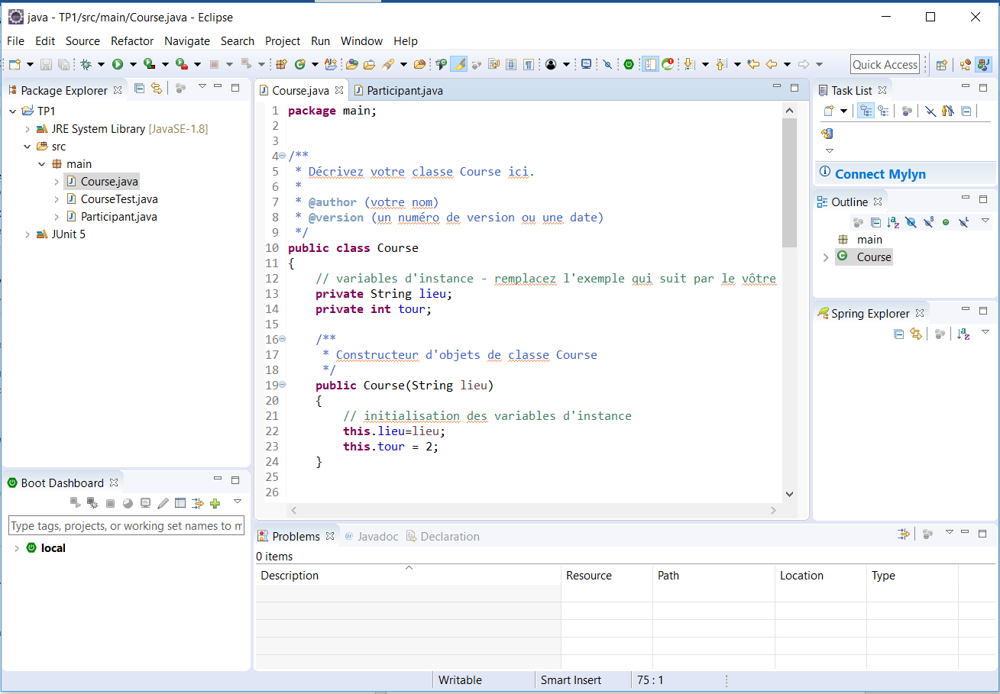 java - TP1/src/main/Course.java - Eclipse
File Edit Source Refactor Navigate Search Project Run Window Help
Quick Access
Package Explorer
TP1
JRE System Library [JavaSE-1.8]
src
main
Course.java
CourseTest.java
Participant.java
JUnit 5
Boot Dashboard
Type tags, projects, or working set names to m
local
Course.java Participant.java
1 package main;
2
3
4 /**
5 * Décrivez votre classe Course ici.
6 *
7 * @author (votre nom)
8 * @version (un numéro de version ou une date)
9 */
10 public class Course
11 {
12 // variables d'instance - remplacez l'exemple qui suit par le vôtre
13 private String lieu;
14 private int tour;
15
16 /**
17 * Constructeur d'objets de classe Course
18 */
19 public Course(String lieu)
20 {
21 // initialisation des variables d'instance
22 this.lieu=lieu;
23 this.tour = 2;
24 }
25
26
Task List
Connect Mylyn
Outline
main
Course
Spring Explorer
Problems @ Javadoc Declaration
0 items
Description Resource Path Location Type
Writable Smart Insert 75 : 1